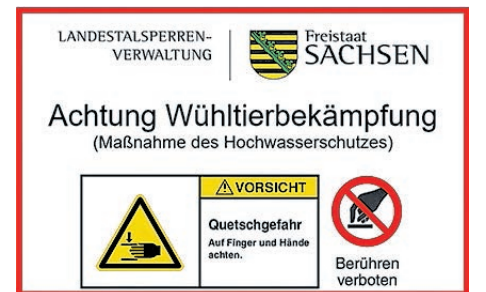 LANDESTALSPERREN-
VERWALTUNG
Freistaat
SACHSEN
Achtung Wühltierbekämpfung
(Maßnahme des Hochwasserschutzes)
VORSICHT
Quetschgefahr
Auf Finger und Hände
achten.
Berühren
verboten